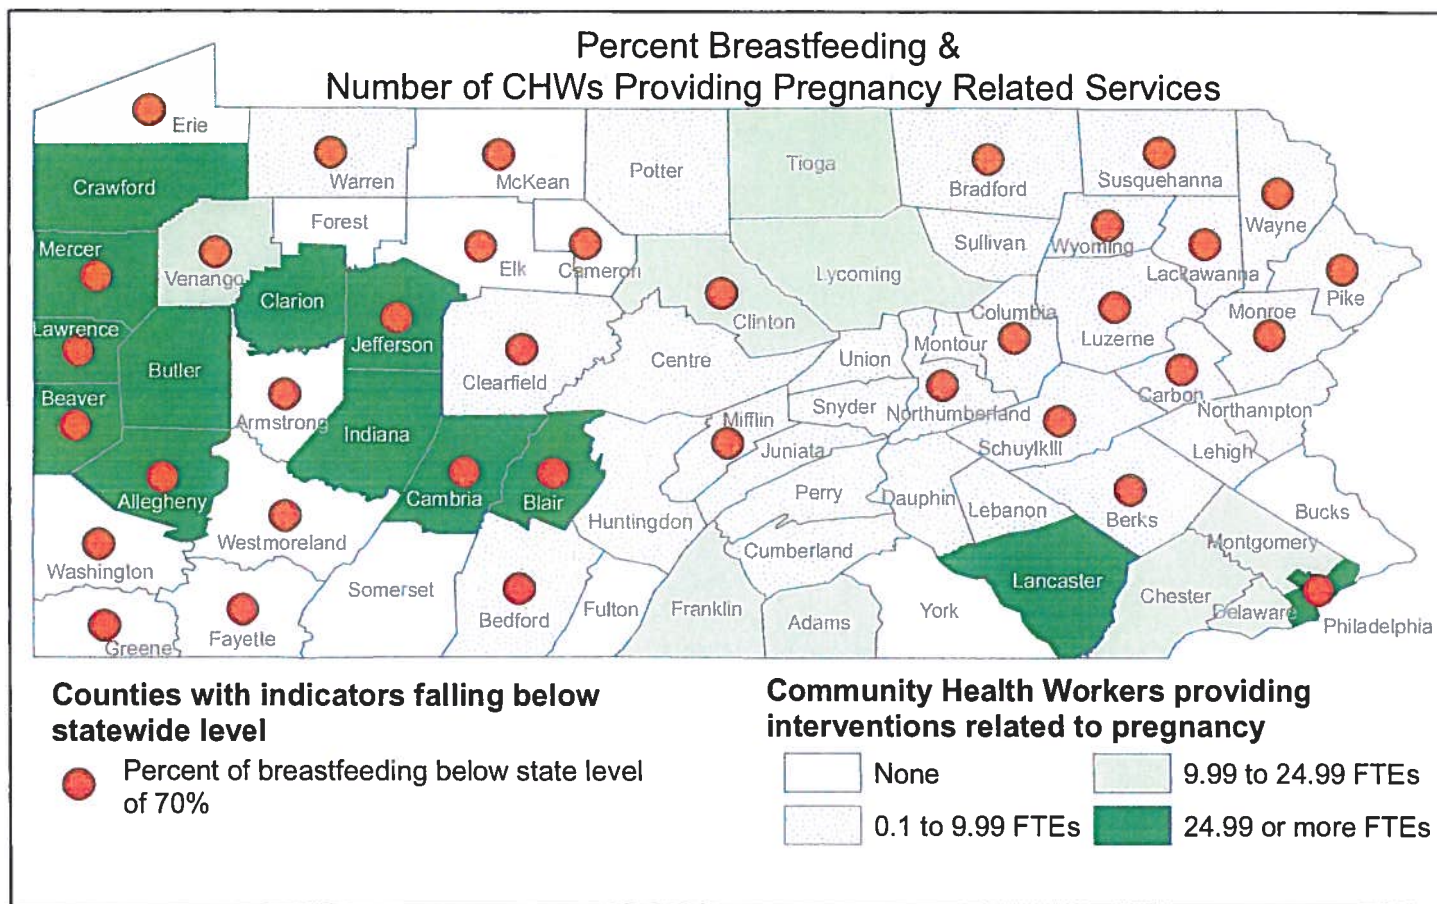 Percent Breastfeeding &
Number of CHWs Providing Pregnancy Related Services
Erie
Crawford
Warren
McKean
Potter
Tioga
Bradford
Susquehanna
Wayne
Forest
Mercer
Venango
Elk
Cameron
Lycoming
Sullivan
Wyoming
Lackawanna
Pike
Clarion
Clinton
Columbia
Monroe
Lawrence
Butler
Jefferson
Clearfield
Centre
Union
Montour
Luzerne
Beaver
Armstrong
Indiana
Mifflin
Snyder
Northumberland
Carbon
Northampton
Schuylkill
Lehigh
Juniata
Allegheny
Cambria
Blair
Huntingdon
Perry
Dauphin
Lebanon
Berks
Bucks
Westmoreland
Cumberland
Montgomery
Washington
Somerset
Bedford
Fulton
Franklin
Adams
York
Lancaster
Chester
Delaware
Philadelphia
Greene
Fayette
Counties with indicators falling below
statewide level
Percent of breastfeeding below state level
of 70%
Community Health Workers providing
interventions related to pregnancy
None
9.99 to 24.99 FTEs
0.1 to 9.99 FTEs
24.99 or more FTEs